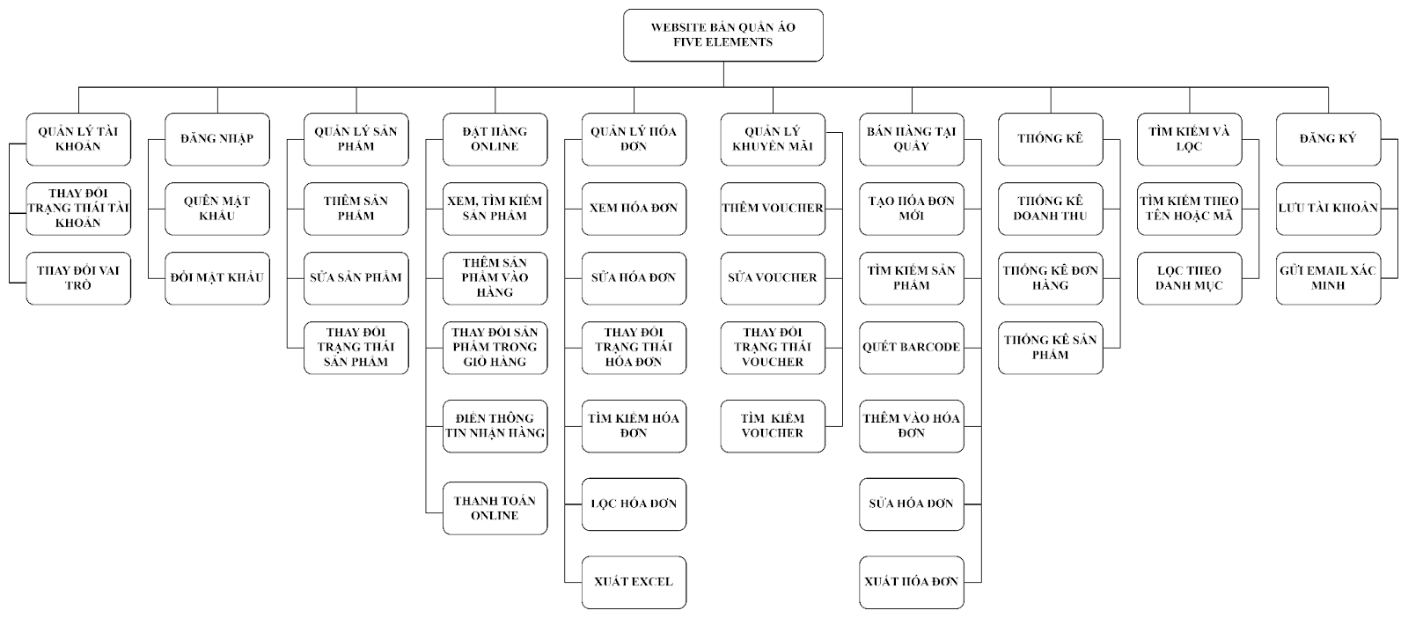 WEBSITE BÁN QUẦN ÁO
FIVE ELEMENTS
QUẢN LÝ TÀI
KHOẢN
THAY ĐỔI
TRẠNG THÁI TÀI
KHOẢN
THAY ĐỔI VAI
TRÒ
ĐĂNG NHẬP
QUÊN MẬT
KHẨU
ĐỔI MẬT KHẨU
QUẢN LÝ SẢN
PHẨM
THÊM SẢN
PHẨM
SỬA SẢN PHẨM
THAY ĐỔI
TRẠNG THÁI
SẢN PHẨM
ĐẶT HÀNG
ONLINE
XEM, TÌM KIẾM
SẢN PHẨM
THÊM SẢN
PHẨM VÀO
HÀNG
THAY ĐỔI SẢN
PHẨM TRONG
GIỎ HÀNG
ĐIỀN THÔNG
TIN NHẬN HÀNG
THANH TOÁN
ONLINE
QUẢN LÝ HÓA
ĐƠN
XEM HÓA ĐƠN
SỬA HÓA ĐƠN
THAY ĐỔI
TRẠNG THÁI
HÓA ĐƠN
TÌM KIẾM HÓA
ĐƠN
LỌC HÓA ĐƠN
XUẤT EXCEL
QUẢN LÝ
KHUYẾN MÃI
THÊM VOUCHER
SỬA VOUCHER
THAY ĐỔI
TRẠNG THÁI
VOUCHER
TÌM KIẾM
VOUCHER
BÁN HÀNG TẠI
QUẦY
TẠO HÓA ĐƠN
MỚI
TÌM KIẾM SẢN
PHẨM
QUÉT BARCODE
THÊM VÀO HÓA
ĐƠN
SỬA HÓA ĐƠN
XUẤT HÓA ĐƠN
THỐNG KÊ
THỐNG KÊ
DOANH THU
THỐNG KÊ ĐƠN
HÀNG
THỐNG KÊ SẢN
PHẨM
TÌM KIẾM VÀ
LỌC
TÌM KIẾM THEO
TÊN HOẶC MÃ
LỌC THEO
DANH MỤC
ĐĂNG KÝ
LƯU TÀI KHOẢN
GỬI EMAIL XÁC
MINH